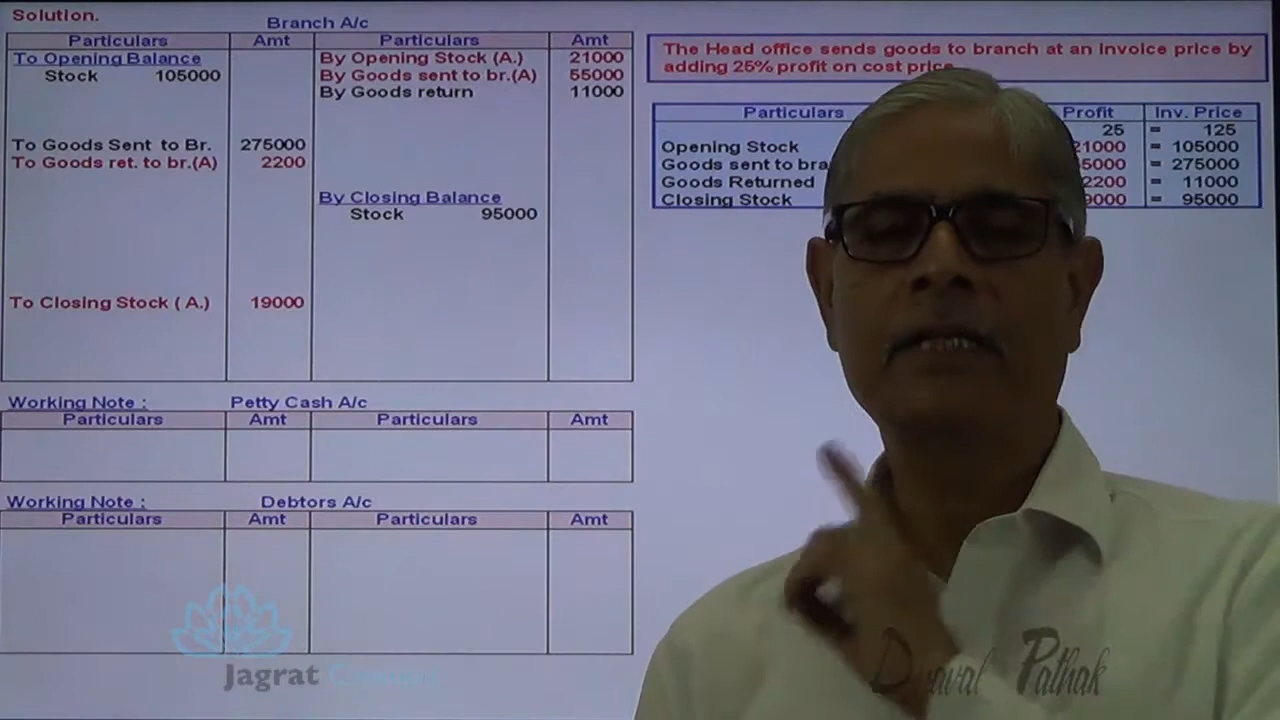 Solution.
Branch A/c
Particulars Amt Particulars Amt
To Opening Balance By Opening Stock (A.) 21000
Stock 105000 By Goods sent to br.(A) 55000
By Goods return 11000
To Goods Sent to Br. 275000
To Goods ret. to br.(A) 2200
By Closing Balance
Stock 95000
To Closing Stock ( A.) 19000
Working Note : Petty Cash A/c
Particulars Amt Particulars Amt
Working Note : Debtors A/c
Particulars Amt Particulars Amt
The Head office sends goods to branch at an Invoice price by
adding 25% profit on cost price
Particulars Profit Inv. Price
25 = 125
Opening Stock 21000 = 105000
Goods sent to bra 5000 = 275000
Goods Returned 2200 = 11000
Closing Stock 9000 = 95000
Jagrat
Pathak